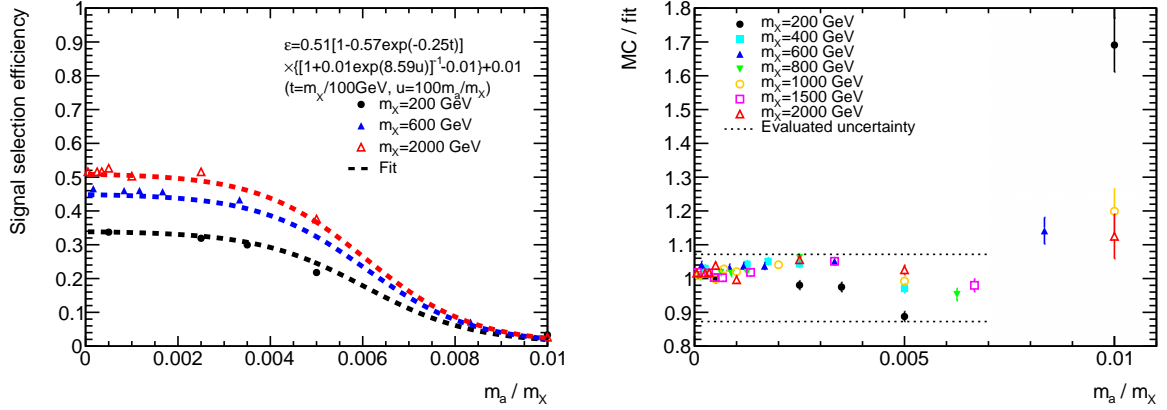 Signal selection efficiency
1
0.9
0.8
0.7
0.6
0.5
0.4
0.3
0.2
0.1
0
ε=0.51[1-0.57exp(-0.25t)]
×{[1+0.01exp(8.59u)]⁻¹-0.01}+0.01
(t=m_X/100GeV, u=100m_a/m_X)
m_X=200 GeV
m_X=600 GeV
m_X=2000 GeV
Fit
0 0.002 0.004 0.006 0.008 0.01
m_a / m_X
MC / fit
1.8
1.7
1.6
1.5
1.4
1.3
1.2
1.1
1
0.9
0.8
m_X=200 GeV
m_X=400 GeV
m_X=600 GeV
m_X=800 GeV
m_X=1000 GeV
m_X=1500 GeV
m_X=2000 GeV
Evaluated uncertainty
0 0.005 0.01
m_a / m_X